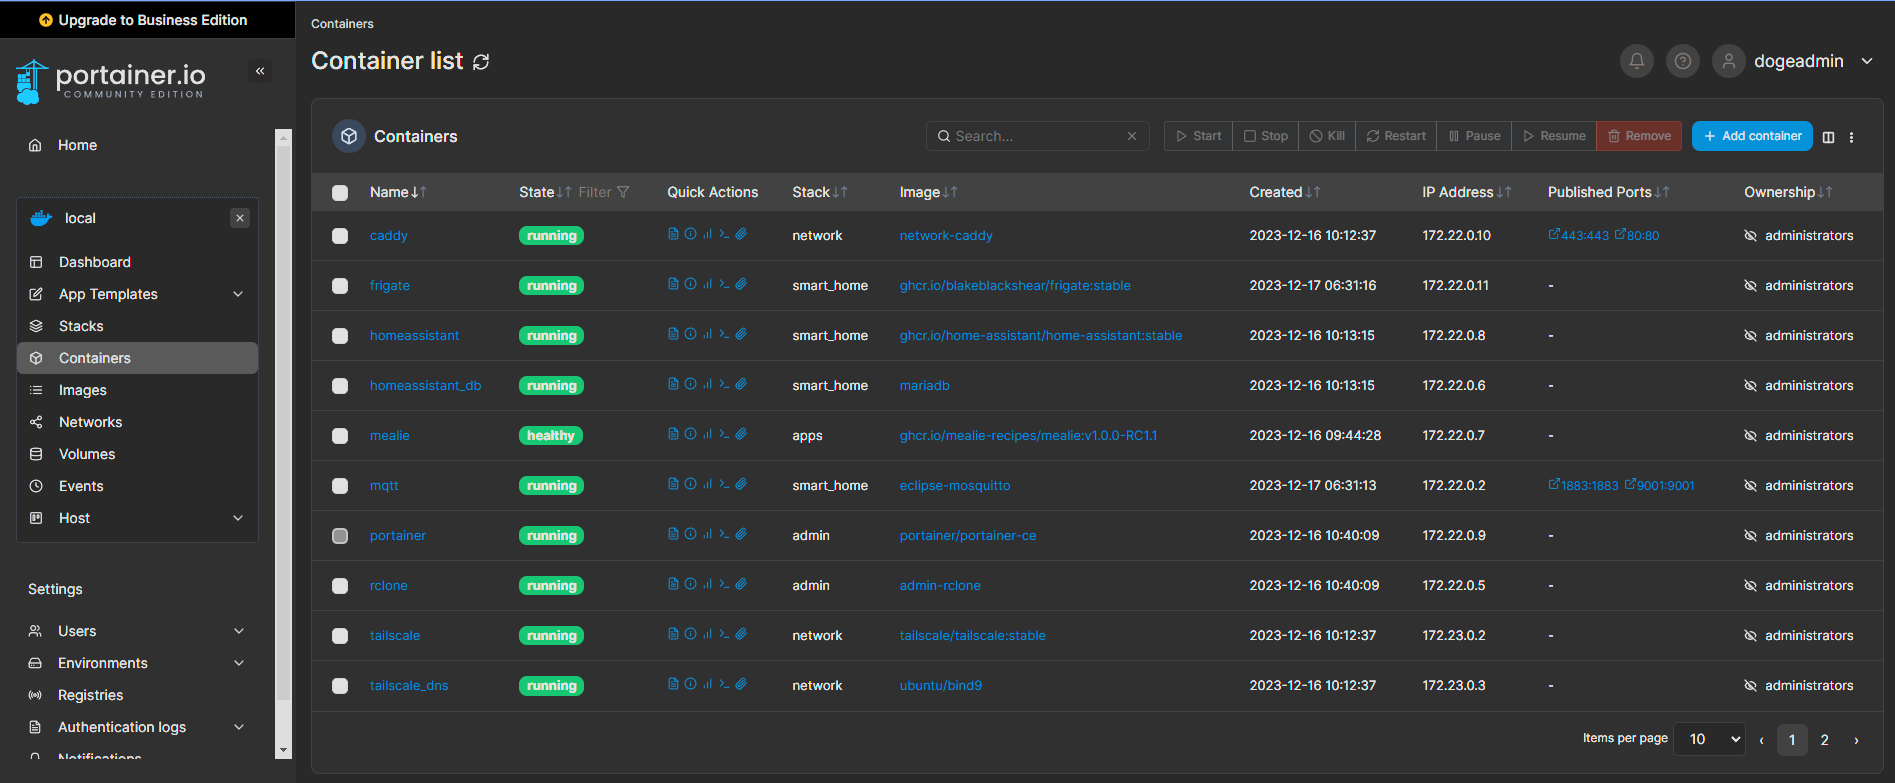 Upgrade to Business Edition
portainer.io
COMMUNITY EDITION
Home
local
Dashboard
App Templates
Stacks
Containers
Images
Networks
Volumes
Events
Host
Settings
Users
Environments
Registries
Authentication logs
Notifications
Containers
Container list
dogeadmin
Containers
Search...
Start Stop Kill Restart Pause Resume Remove Add container
Name State Filter Quick Actions Stack Image Created IP Address Published Ports Ownership
caddy running network network-caddy 2023-12-16 10:12:37 172.22.0.10 443:443 80:80 administrators
frigate running smart_home ghcr.io/blakeblackshear/frigate:stable 2023-12-17 06:31:16 172.22.0.11 - administrators
homeassistant running smart_home ghcr.io/home-assistant/home-assistant:stable 2023-12-16 10:13:15 172.22.0.8 - administrators
homeassistant_db running smart_home mariadb 2023-12-16 10:13:15 172.22.0.6 - administrators
mealie healthy apps ghcr.io/mealie-recipes/mealie:v1.0.0-RC1.1 2023-12-16 09:44:28 172.22.0.7 - administrators
mqtt running smart_home eclipse-mosquitto 2023-12-17 06:31:13 172.22.0.2 1883:1883 9001:9001 administrators
portainer running admin portainer/portainer-ce 2023-12-16 10:40:09 172.22.0.9 - administrators
rclone running admin admin-rclone 2023-12-16 10:40:09 172.22.0.5 - administrators
tailscale running network tailscale/tailscale:stable 2023-12-16 10:12:37 172.23.0.2 - administrators
tailscale_dns running network ubuntu/bind9 2023-12-16 10:12:37 172.23.0.3 - administrators
Items per page 10 1 2